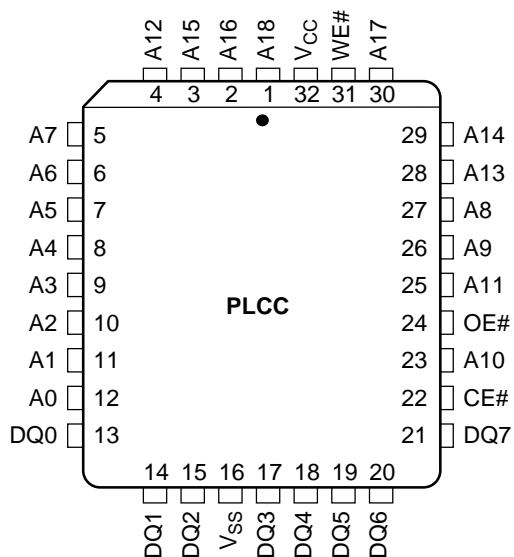 A12 A15 A16 A18 VCC WE# A17
4 3 2 1 32 31 30
A7 5 29 A14
A6 6 28 A13
A5 7 27 A8
A4 8 26 A9
A3 9 25 A11
PLCC
A2 10 24 OE#
A1 11 23 A10
A0 12 22 CE#
DQ0 13 21 DQ7
14 15 16 17 18 19 20
DQ1 DQ2 VSS DQ3 DQ4 DQ5 DQ6